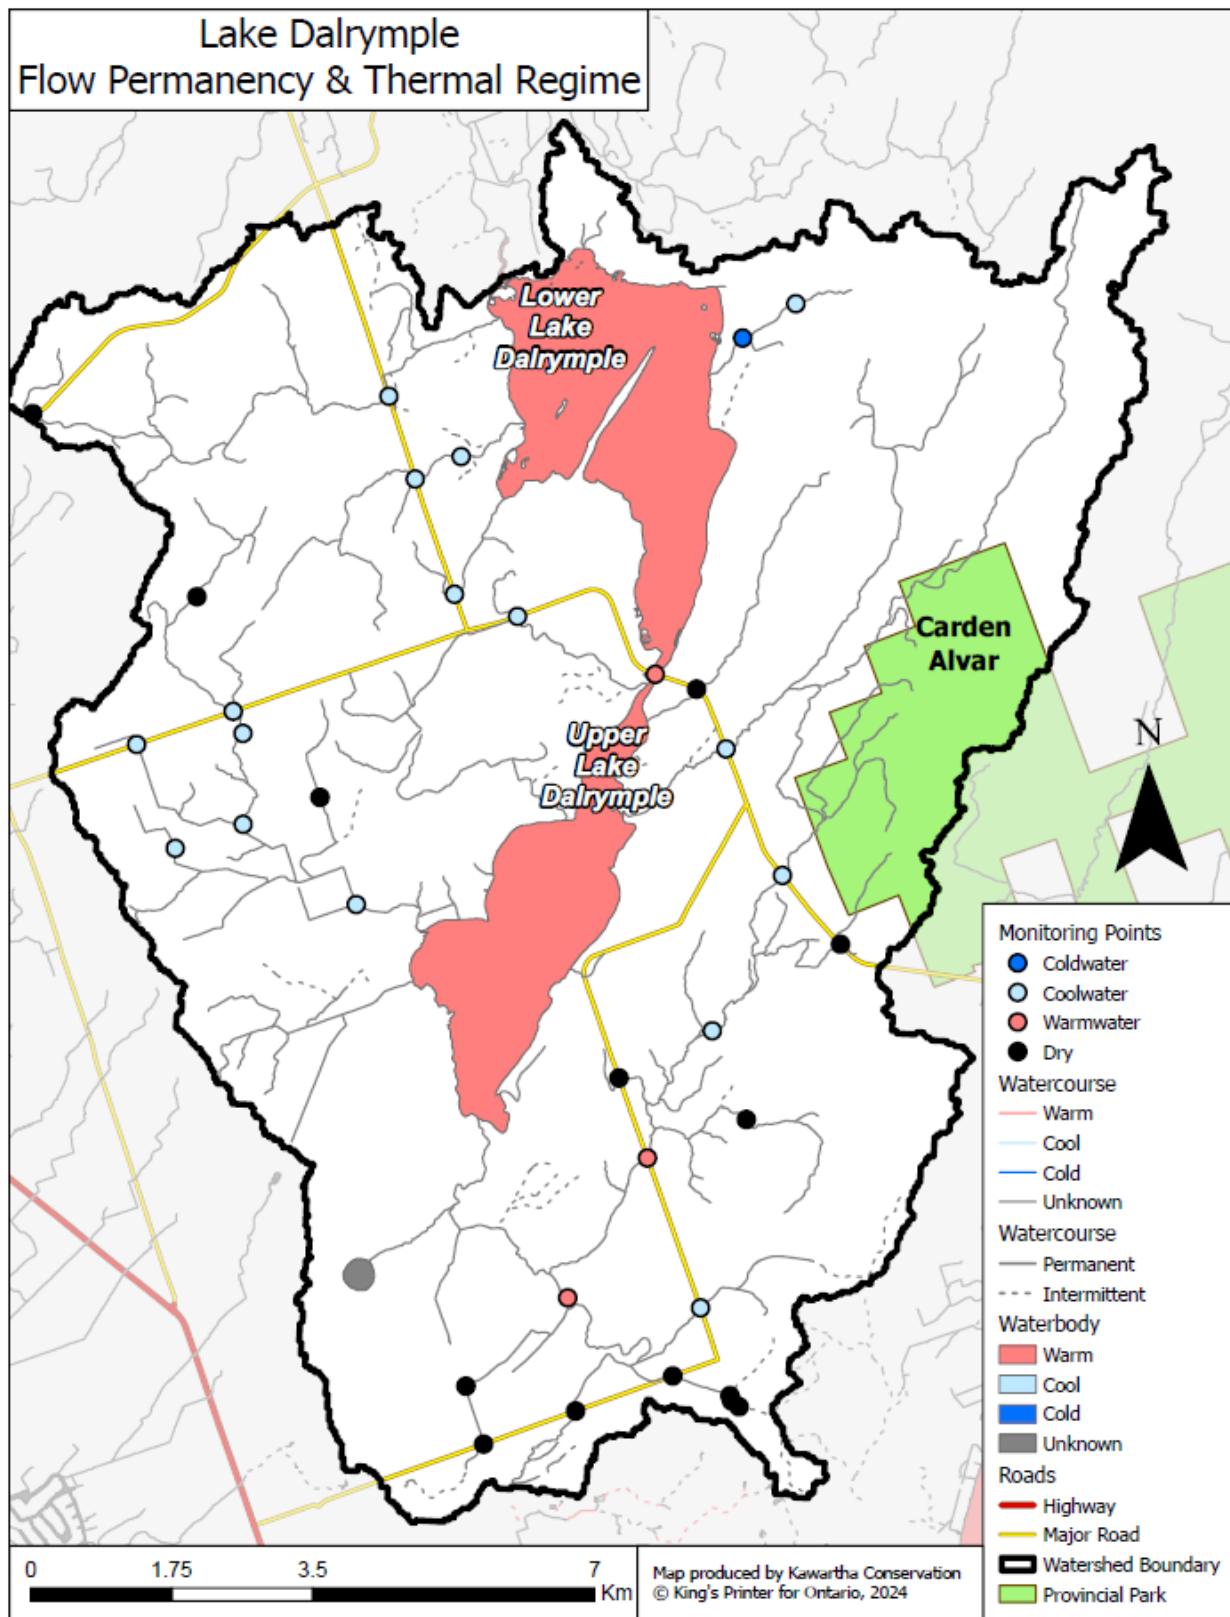 Lake Dalrymple
Flow Permanency & Thermal Regime
Lower
Lake
Dalrymple
Carden
Alvar
Upper
Lake
Dalrymple
N
Monitoring Points
Coldwater
Coolwater
Warmwater
Dry
Watercourse
Warm
Cool
Cold
Unknown
Watercourse
Permanent
Intermittent
Waterbody
Warm
Cool
Cold
Unknown
Roads
Highway
Major Road
Watershed Boundary
Provincial Park
0 1.75 3.5 7
Km
Map produced by Kawartha Conservation
© King's Printer for Ontario, 2024